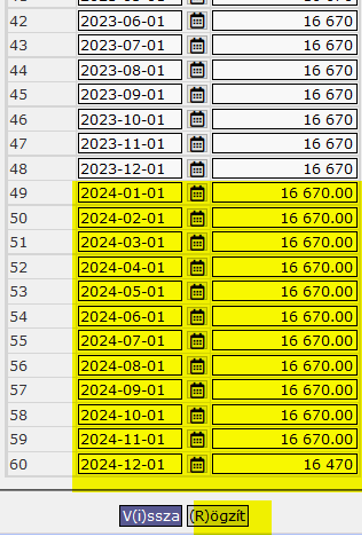 42 2023-06-01 16 670
43 2023-07-01 16 670
44 2023-08-01 16 670
45 2023-09-01 16 670
46 2023-10-01 16 670
47 2023-11-01 16 670
48 2023-12-01 16 670
49 2024-01-01 16 670.00
50 2024-02-01 16 670.00
51 2024-03-01 16 670.00
52 2024-04-01 16 670.00
53 2024-05-01 16 670.00
54 2024-06-01 16 670.00
55 2024-07-01 16 670.00
56 2024-08-01 16 670.00
57 2024-09-01 16 670.00
58 2024-10-01 16 670.00
59 2024-11-01 16 670.00
60 2024-12-01 16 470
V(i)ssza (R)ögzít